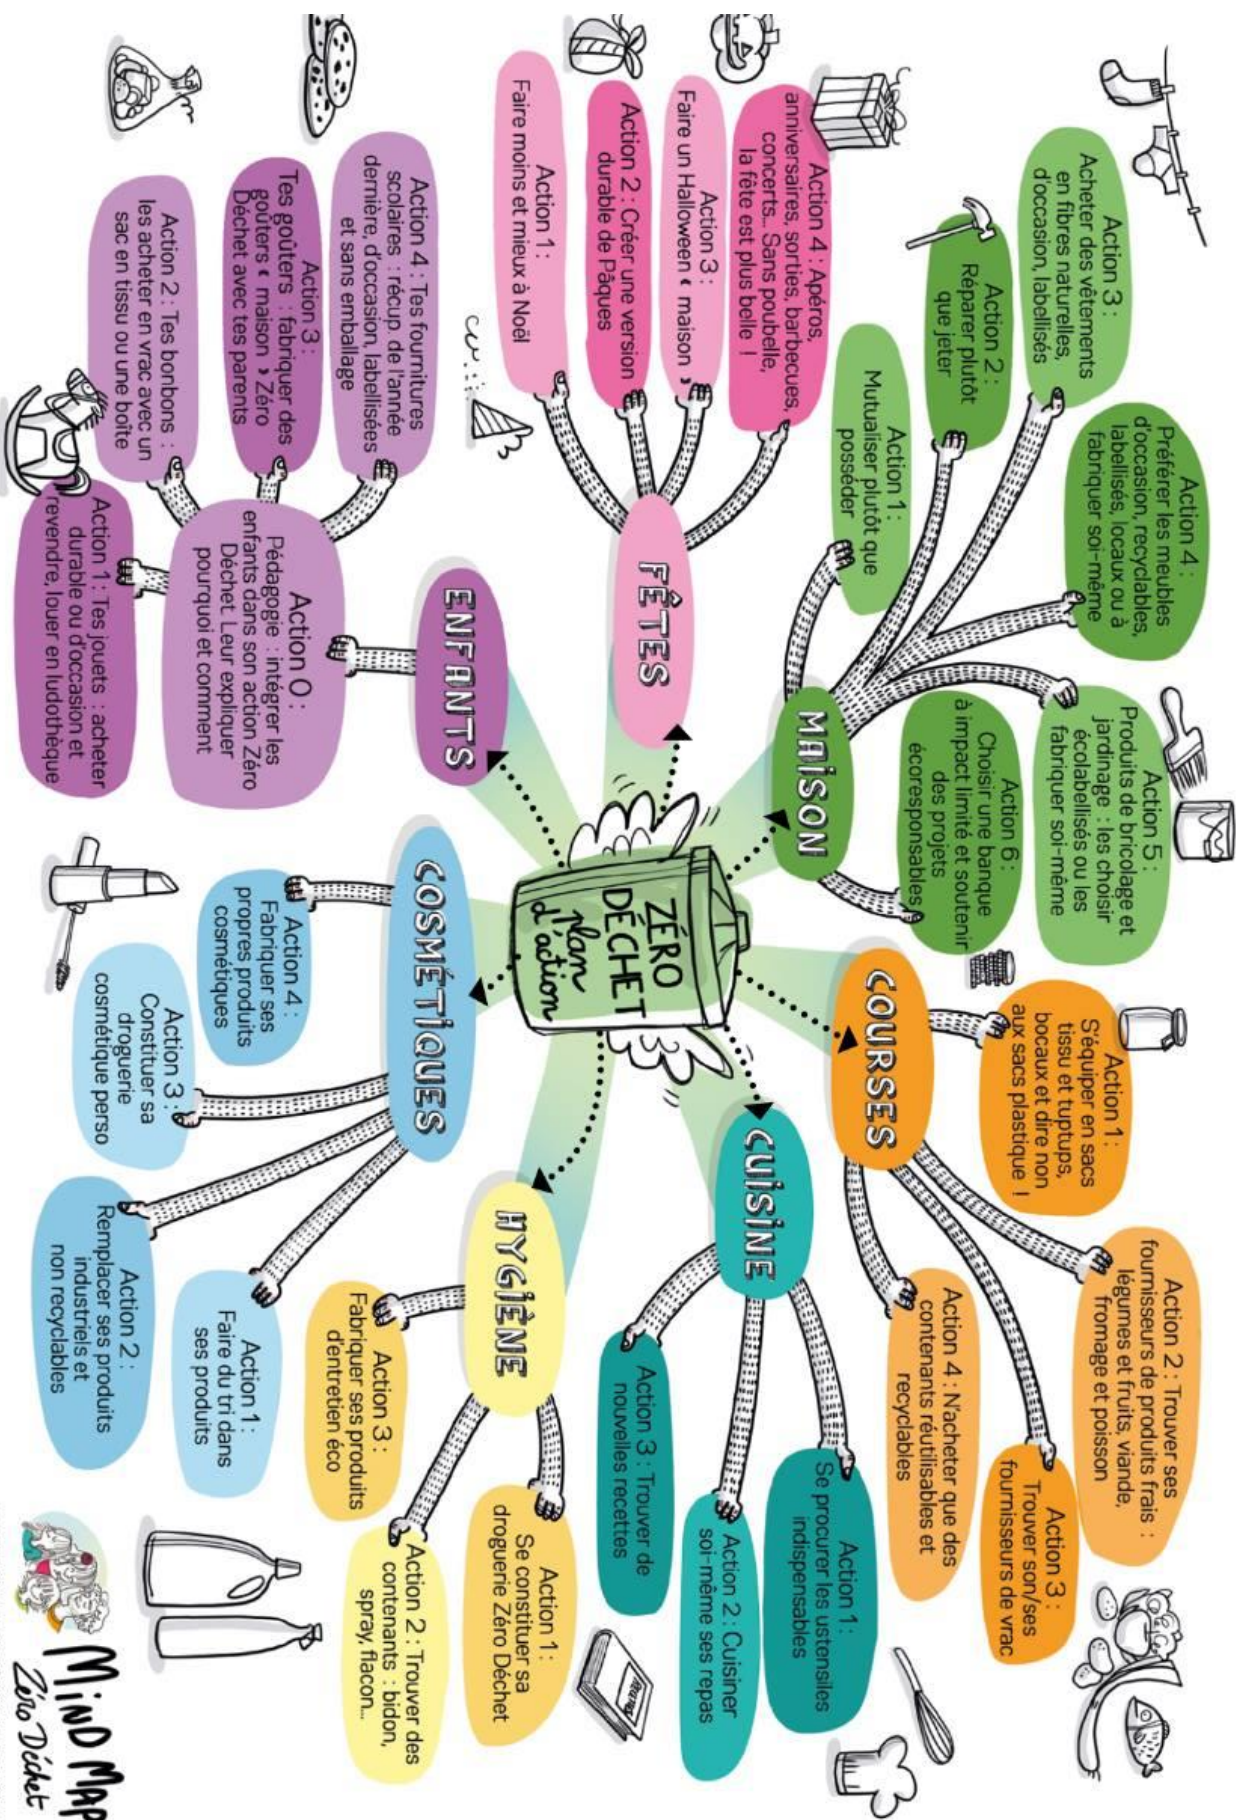 ZÉRO
DÉCHET
plan
d'action
COURSES
Action 1 :
S'équiper en sacs
tissu et tuptups,
bocaux et dire non
aux sacs plastique !
Action 2 : Trouver ses
fournisseurs de produits frais :
légumes et fruits, viande,
fromage et poisson
Action 3 :
Trouver son/ses
fournisseurs de vrac
Action 4 : N'acheter que des
contenants réutilisables et
recyclables
CUISINE
Action 1 :
Se procurer les ustensiles
indispensables
Action 2 : Cuisiner
soi-même ses repas
Action 3 : Trouver de
nouvelles recettes
HYGIÈNE
Action 1 :
Se constituer sa
droguerie Zéro Déchet
Action 2 : Trouver des
contenants : bidon,
spray, flacon...
Action 3 :
Fabriquer ses produits
d'entretien éco
COSMÉTIQUES
Action 1 :
Faire du tri dans
ses produits
Action 2 :
Remplacer ses produits
industriels et
non recyclables
Action 3 :
Constituer sa
droguerie
cosmétique perso
Action 4 :
Fabriquer ses
propres produits
cosmétiques
ENFANTS
Action 0 :
Pédagogie : intégrer les
enfants dans son action Zéro
Déchet. Leur expliquer
pourquoi et comment
Action 1 : Tes jouets : acheter
durable ou d'occasion et
revendre, louer en ludothèque
Action 2 : Tes bonbons :
les acheter en vrac avec un
sac en tissu ou une boîte
Action 3 :
Tes goûters : fabriquer des
goûters « maison » Zéro
Déchet avec tes parents
Action 4 : Tes fournitures
scolaires : récup de l'année
dernière, d'occasion, labellisées
et sans emballage
FÊTES
Action 1 :
Faire moins et mieux à Noël
Action 2 : Créer une version
durable de Pâques
Action 3 :
Faire un Halloween « maison »
Action 4 : Apéros,
anniversaires, sorties, barbecues,
concerts... Sans poubelle,
la fête est plus belle !
MAISON
Action 1 :
Mutualiser plutôt que
posséder
Action 2 :
Réparer plutôt
que jeter
Action 3 :
Acheter des vêtements
en fibres naturelles,
d'occasion, labellisés
Action 4 :
Préférer les meubles
d'occasion, recyclables,
labellisés, locaux ou à
fabriquer soi-même
Action 5 :
Produits de bricolage et
jardinage : les choisir
écolabellisés ou les
fabriquer soi-même
Action 6 :
Choisir une banque
à impact limité et soutenir
des projets
écoresponsables
MIND MAP
Zéro Déchet